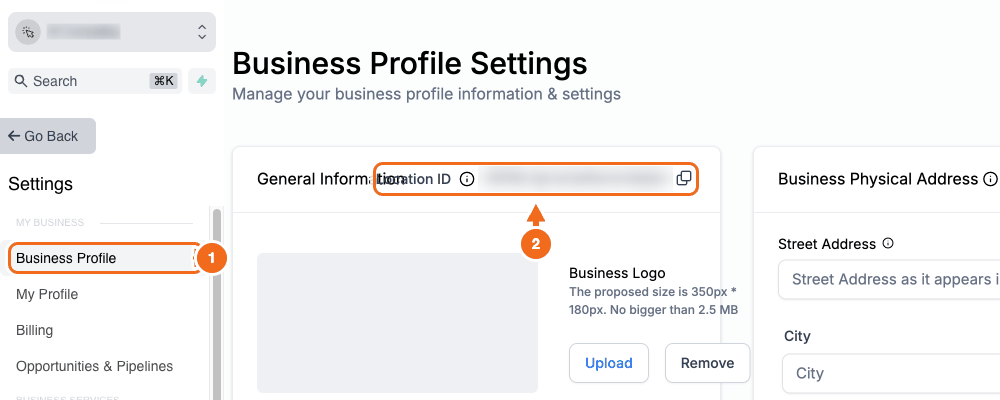 Search
⌘K
Go Back
Settings
MY BUSINESS
Business Profile
1
My Profile
Billing
Opportunities & Pipelines
BUSINESS SERVICES
Business Profile Settings
Manage your business profile information & settings
General Information
Location ID
2
Business Logo
The proposed size is 350px *
180px. No bigger than 2.5 MB
Upload
Remove
Business Physical Address
Street Address
Street Address as it appears i
City
City